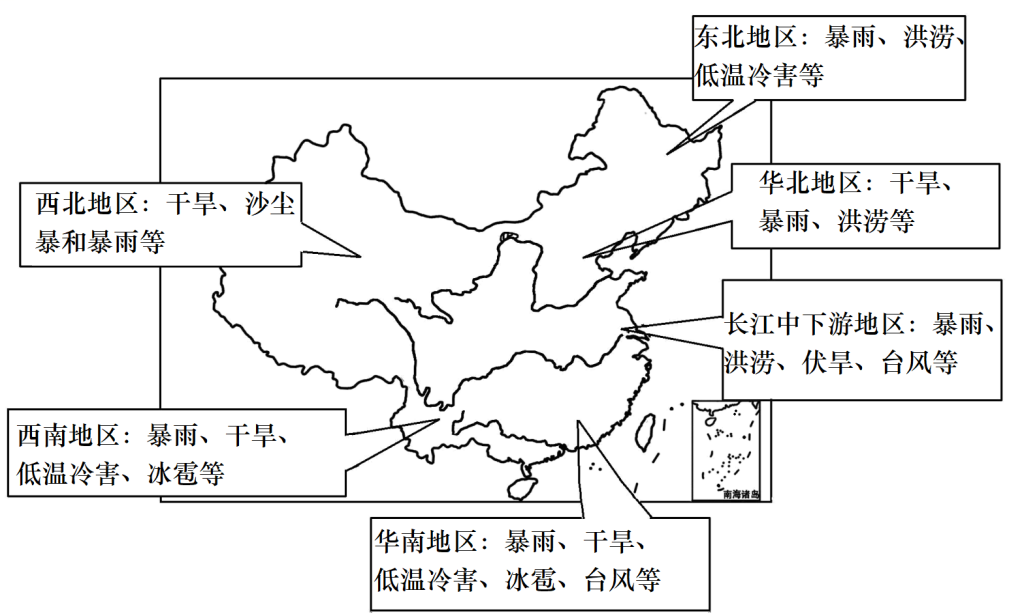 东北地区：暴雨、洪涝、
低温冷害等
西北地区：干旱、沙尘
暴和暴雨等
华北地区：干旱、
暴雨、洪涝等
长江中下游地区：暴雨、
洪涝、伏旱、台风等
西南地区：暴雨、干旱、
低温冷害、冰雹等
南海诸岛
华南地区：暴雨、干旱、
低温冷害、冰雹、台风等